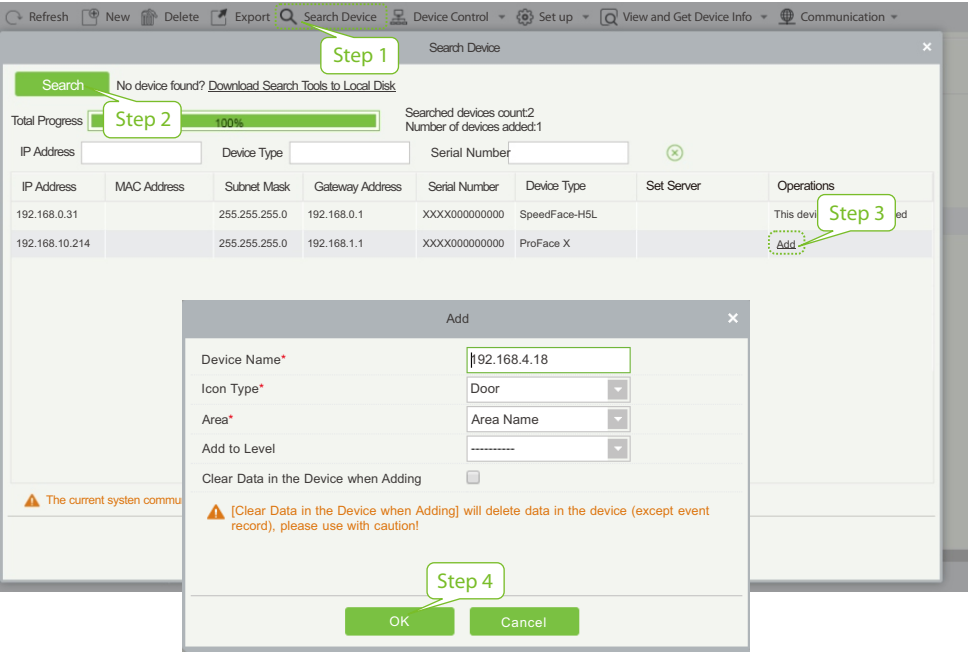 Refresh New Delete Export Search Device Device Control Set up View and Get Device Info Communication
Search Device
Step 1
Search No device found? Download Search Tools to Local Disk
Step 2
Total Progress 100% Searched devices count:2
Number of devices added:1
IP Address Device Type Serial Number
IP Address MAC Address Subnet Mask Gateway Address Serial Number Device Type Set Server Operations
192.168.0.31 255.255.255.0 192.168.0.1 XXXX000000000 SpeedFace-H5L This devi ed
Step 3
192.168.10.214 255.255.255.0 192.168.1.1 XXXX000000000 ProFace X Add
Add
Device Name* 192.168.4.18
Icon Type* Door
Area* Area Name
Add to Level ----------
Clear Data in the Device when Adding
The current systen commu
[Clear Data in the Device when Adding] will delete data in the device (except event
record), please use with caution!
Step 4
OK Cancel